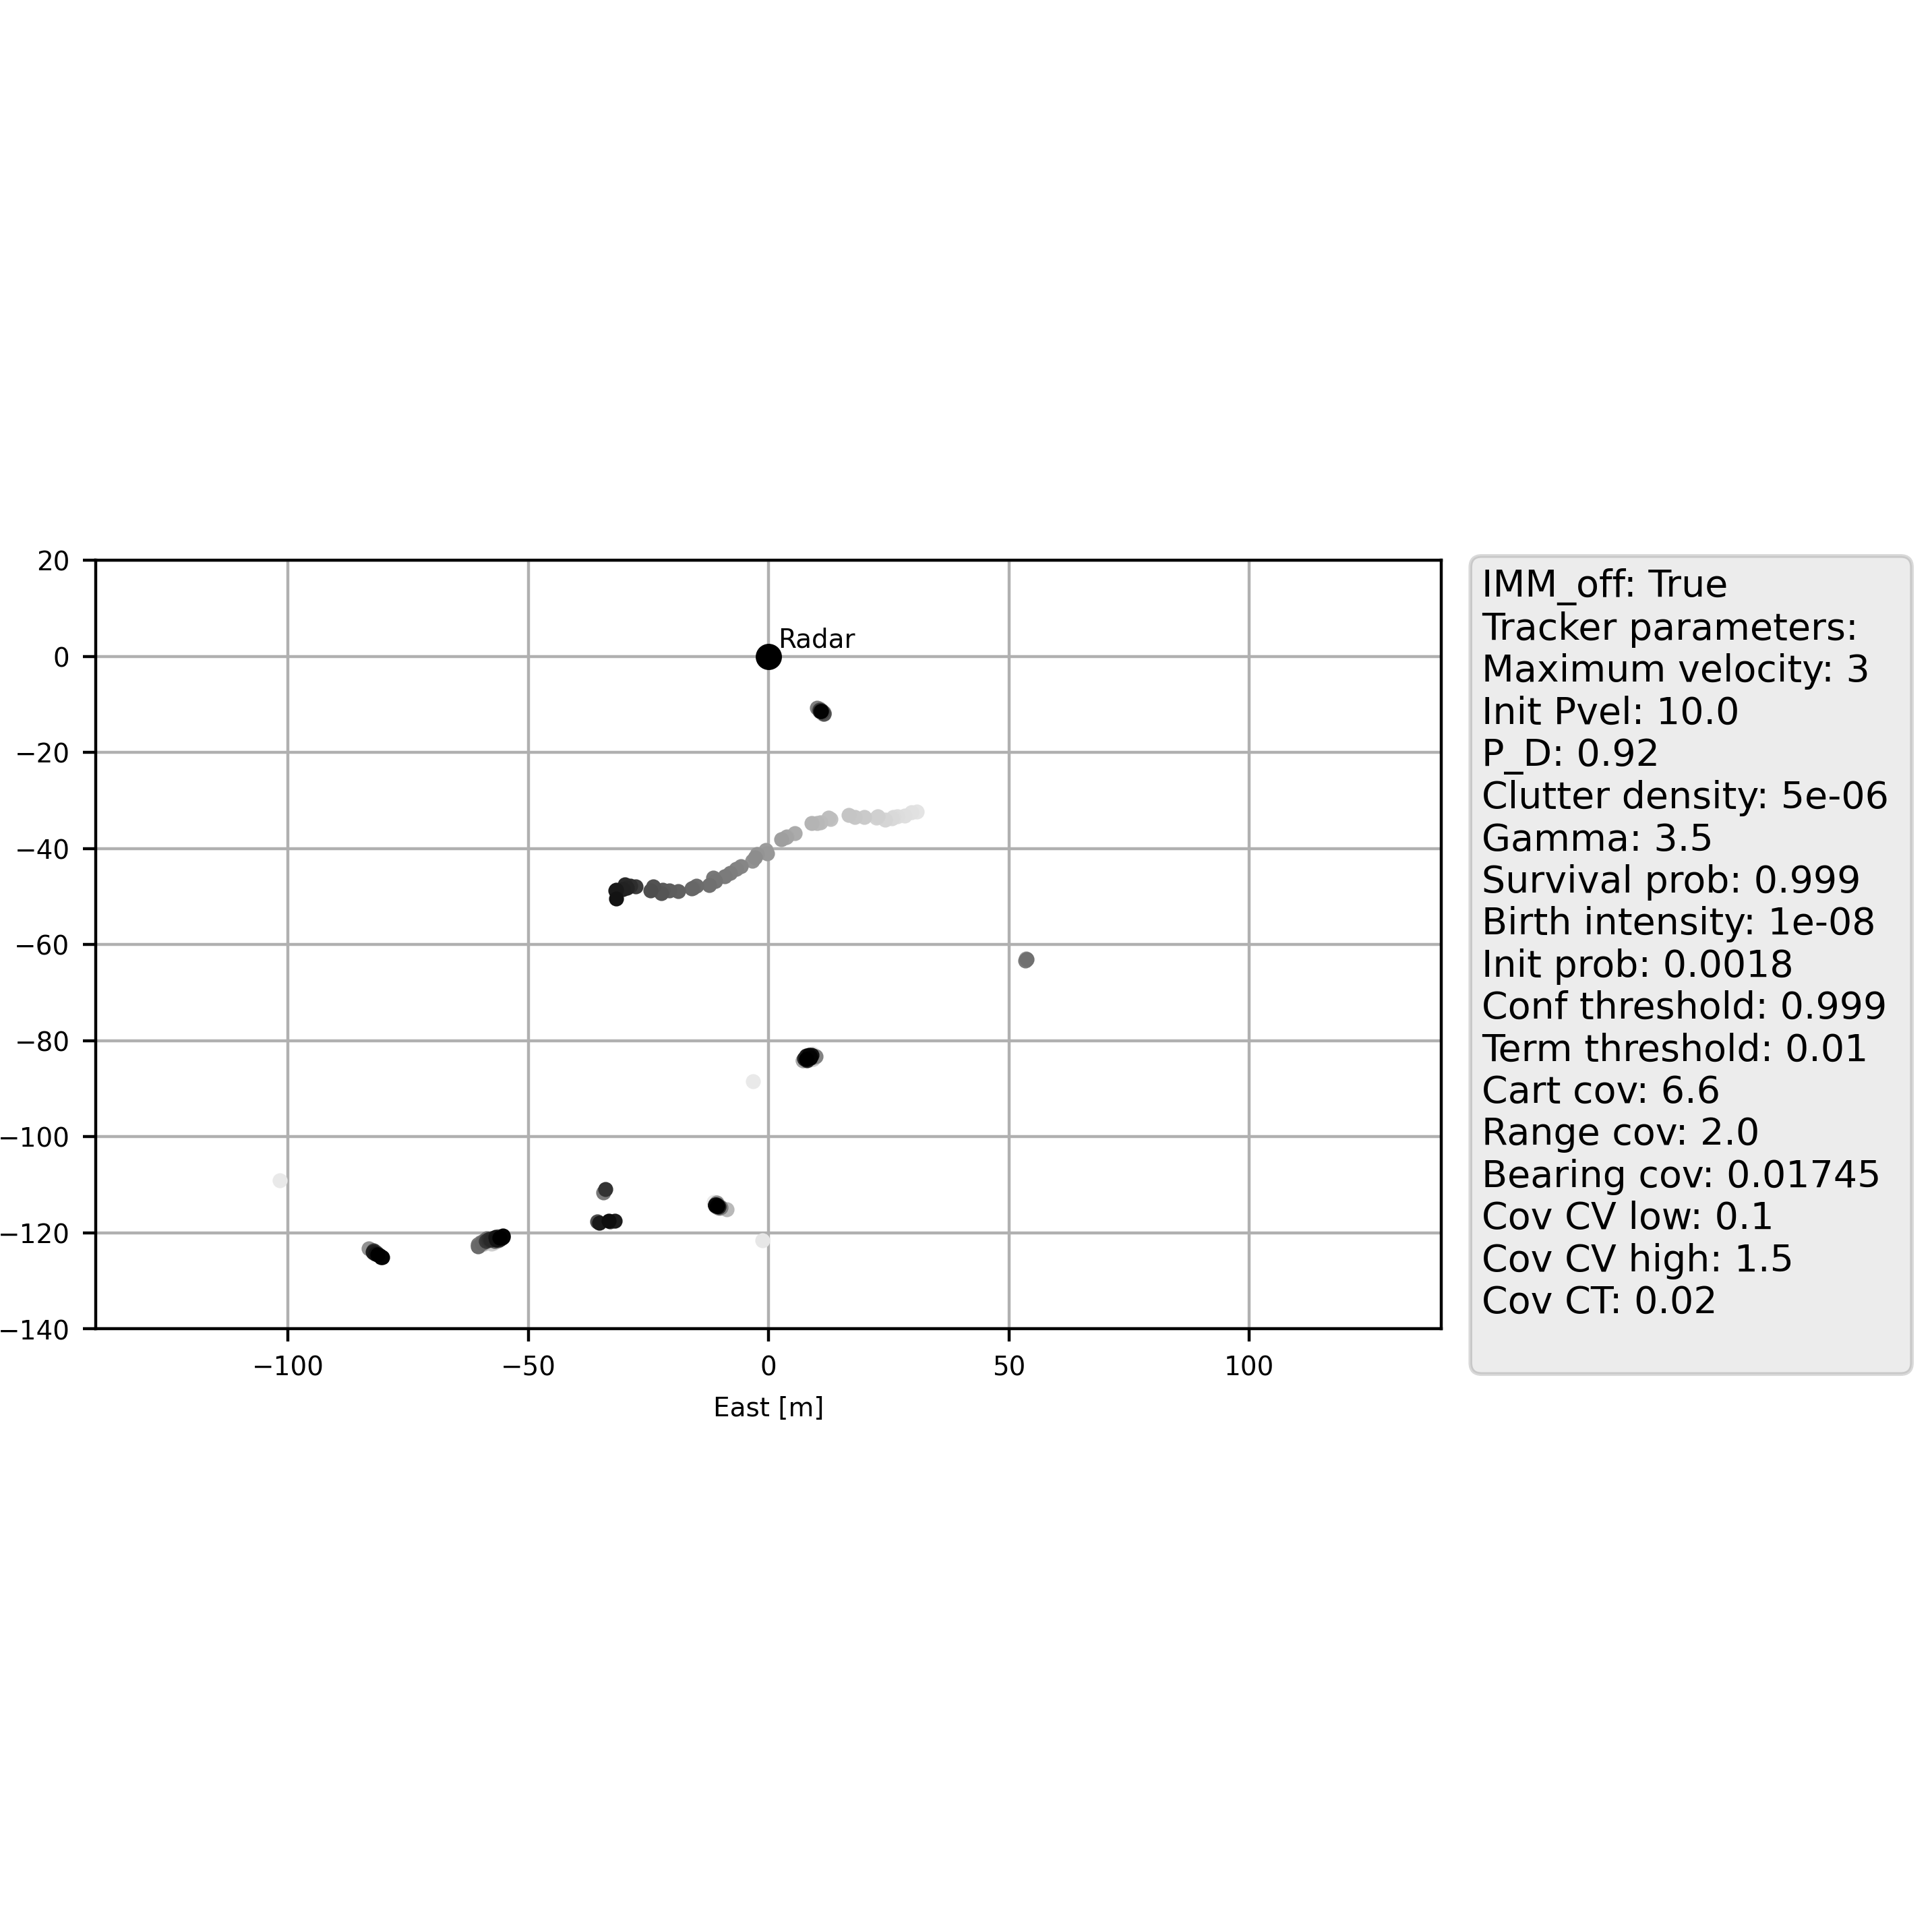 20
0
−20
−40
−60
−80
−100
−120
−140
Radar
−100
−50
0
50
100
East [m]
IMM_off: True
Tracker parameters:
Maximum velocity: 3
Init Pvel: 10.0
P_D: 0.92
Clutter density: 5e-06
Gamma: 3.5
Survival prob: 0.999
Birth intensity: 1e-08
Init prob: 0.0018
Conf threshold: 0.999
Term threshold: 0.01
Cart cov: 6.6
Range cov: 2.0
Bearing cov: 0.01745
Cov CV low: 0.1
Cov CV high: 1.5
Cov CT: 0.02